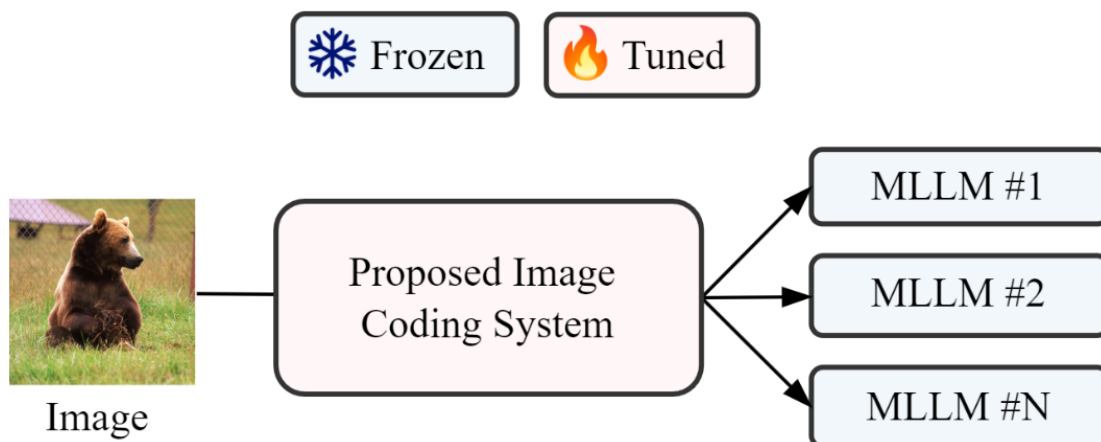 Frozen
Tuned
MLLM #1
Proposed Image
Coding System
MLLM #2
MLLM #N
Image